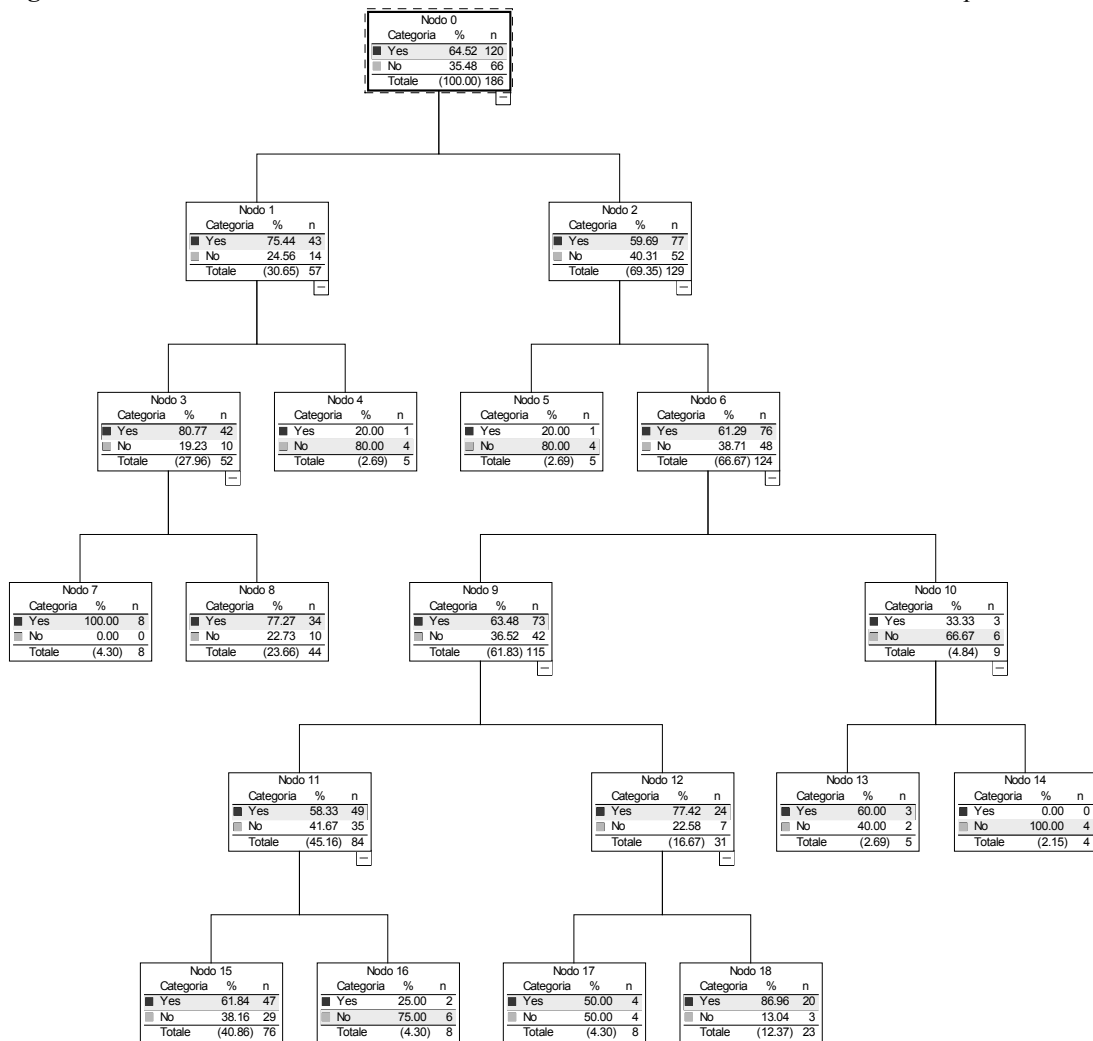 Nodo 0
Categoria % n
Yes 64.52 120
No 35.48 66
Totale (100.00) 186
Nodo 1
Categoria % n
Yes 75.44 43
No 24.56 14
Totale (30.65) 57
Nodo 2
Categoria % n
Yes 59.69 77
No 40.31 52
Totale (69.35) 129
Nodo 3
Categoria % n
Yes 80.77 42
No 19.23 10
Totale (27.96) 52
Nodo 4
Categoria % n
Yes 20.00 1
No 80.00 4
Totale (2.69) 5
Nodo 5
Categoria % n
Yes 20.00 1
No 80.00 4
Totale (2.69) 5
Nodo 6
Categoria % n
Yes 61.29 76
No 38.71 48
Totale (66.67) 124
Nodo 7
Categoria % n
Yes 100.00 8
No 0.00 0
Totale (4.30) 8
Nodo 8
Categoria % n
Yes 77.27 34
No 22.73 10
Totale (23.66) 44
Nodo 9
Categoria % n
Yes 63.48 73
No 36.52 42
Totale (61.83) 115
Nodo 10
Categoria % n
Yes 33.33 3
No 66.67 6
Totale (4.84) 9
Nodo 11
Categoria % n
Yes 58.33 49
No 41.67 35
Totale (45.16) 84
Nodo 12
Categoria % n
Yes 77.42 24
No 22.58 7
Totale (16.67) 31
Nodo 13
Categoria % n
Yes 60.00 3
No 40.00 2
Totale (2.69) 5
Nodo 14
Categoria % n
Yes 0.00 0
No 100.00 4
Totale (2.15) 4
Nodo 15
Categoria % n
Yes 61.84 47
No 38.16 29
Totale (40.86) 76
Nodo 16
Categoria % n
Yes 25.00 2
No 75.00 6
Totale (4.30) 8
Nodo 17
Categoria % n
Yes 50.00 4
No 50.00 4
Totale (4.30) 8
Nodo 18
Categoria % n
Yes 86.96 20
No 13.04 3
Totale (12.37) 23